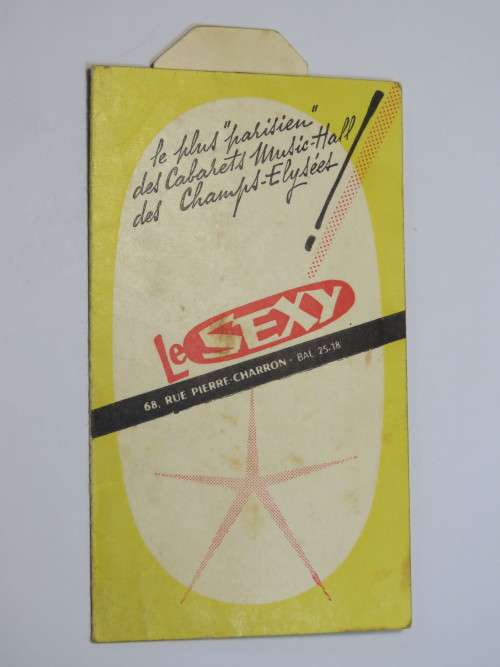 le plus "parisien"
des Cabarets Music-Hall
des Champs-Elysées !
Le SEXY
68, RUE PIERRE-CHARRON - BAL 25-18